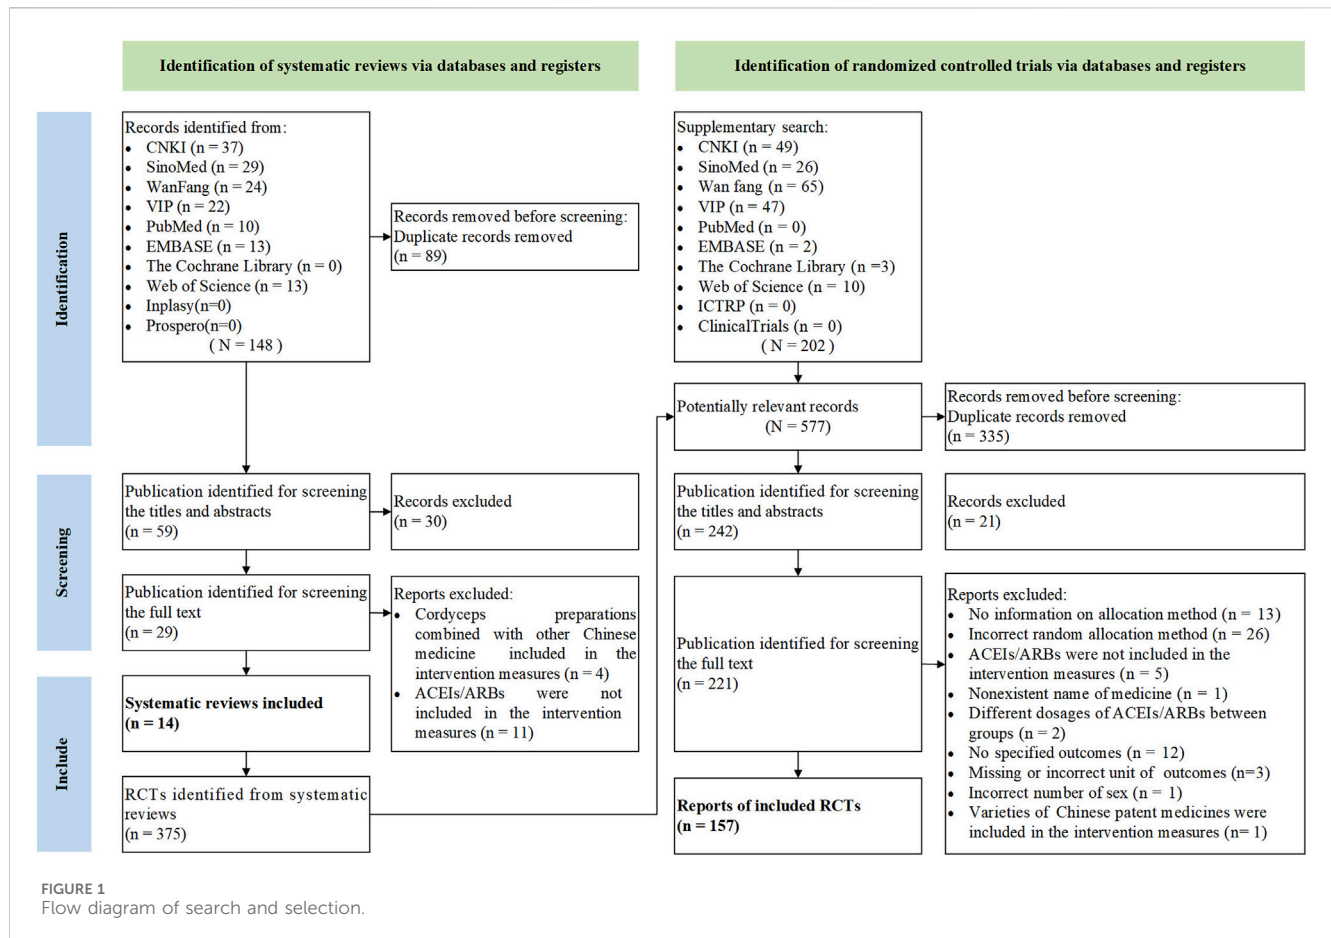 Identification of systematic reviews via databases and registers
Identification of randomized controlled trials via databases and registers
Identification
Records identified from:
• CNKI (n = 37)
• SinoMed (n = 29)
• WanFang (n = 24)
• VIP (n = 22)
• PubMed (n = 10)
• EMBASE (n = 13)
• The Cochrane Library (n = 0)
• Web of Science (n = 13)
• Inplasy(n=0)
• Prospero(n=0)
( N = 148 )
Records removed before screening:
Duplicate records removed
(n = 89)
Supplementary search:
• CNKI (n = 49)
• SinoMed (n = 26)
• Wan fang (n = 65)
• VIP (n = 47)
• PubMed (n = 0)
• EMBASE (n = 2)
• The Cochrane Library (n =3)
• Web of Science (n = 10)
• ICTRP (n = 0)
• ClinicalTrials (n = 0)
( N = 202 )
Potentially relevant records
(N = 577)
Records removed before screening:
Duplicate records removed
(n = 335)
Screening
Publication identified for screening
the titles and abstracts
(n = 59)
Records excluded
(n = 30)
Publication identified for screening
the titles and abstracts
(n = 242)
Records excluded
(n = 21)
Publication identified for screening
the full text
(n = 29)
Reports excluded:
• Cordyceps preparations
combined with other Chinese
medicine included in the
intervention measures (n = 4)
• ACEIs/ARBs were not
included in the intervention
measures (n = 11)
Publication identified for screening
the full text
(n = 221)
Reports excluded:
• No information on allocation method (n = 13)
• Incorrect random allocation method (n = 26)
• ACEIs/ARBs were not included in the
intervention measures (n = 5)
• Nonexistent name of medicine (n = 1)
• Different dosages of ACEIs/ARBs between
groups (n = 2)
• No specified outcomes (n = 12)
• Missing or incorrect unit of outcomes (n=3)
• Incorrect number of sex (n = 1)
• Varieties of Chinese patent medicines were
included in the intervention measures (n= 1)
Include
Systematic reviews included
(n = 14)
RCTs identified from systematic
reviews
(n = 375)
Reports of included RCTs
(n = 157)
FIGURE 1
Flow diagram of search and selection.